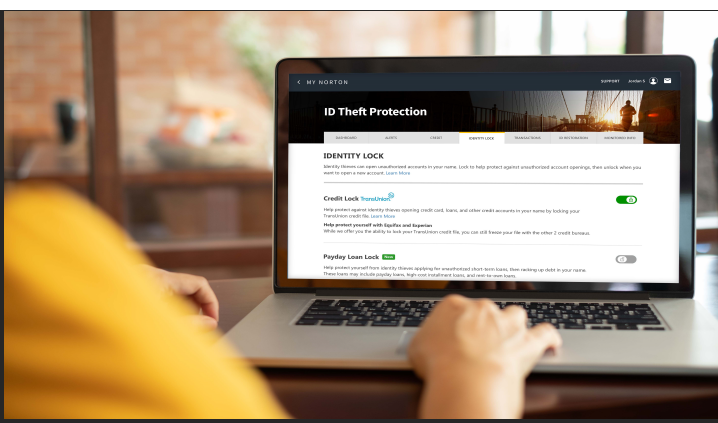 < MY NORTON
SUPPORT Jordan S
ID Theft Protection
DASHBOARD ALERTS CREDIT IDENTITY LOCK TRANSACTIONS ID RESTORATION MONITORED INFO
IDENTITY LOCK
Identity thieves can open unauthorized accounts in your name. Lock to help protect against unauthorized account openings, then unlock when you
want to open a new account. Learn More
Credit Lock TransUnion
Help protect against identity thieves opening credit card, loans, and other credit accounts in your name by locking your
TransUnion credit file. Learn More
Help protect yourself with Equifax and Experian
While we offer you the ability to lock your TransUnion credit file, you can still freeze your file with the other 2 credit bureaus.
Payday Loan Lock New
Help protect yourself from identity thieves applying for unauthorized short-term loans, then racking up debt in your name
These loans may include payday loans, high-cost installment loans, and rent-to-own loans.